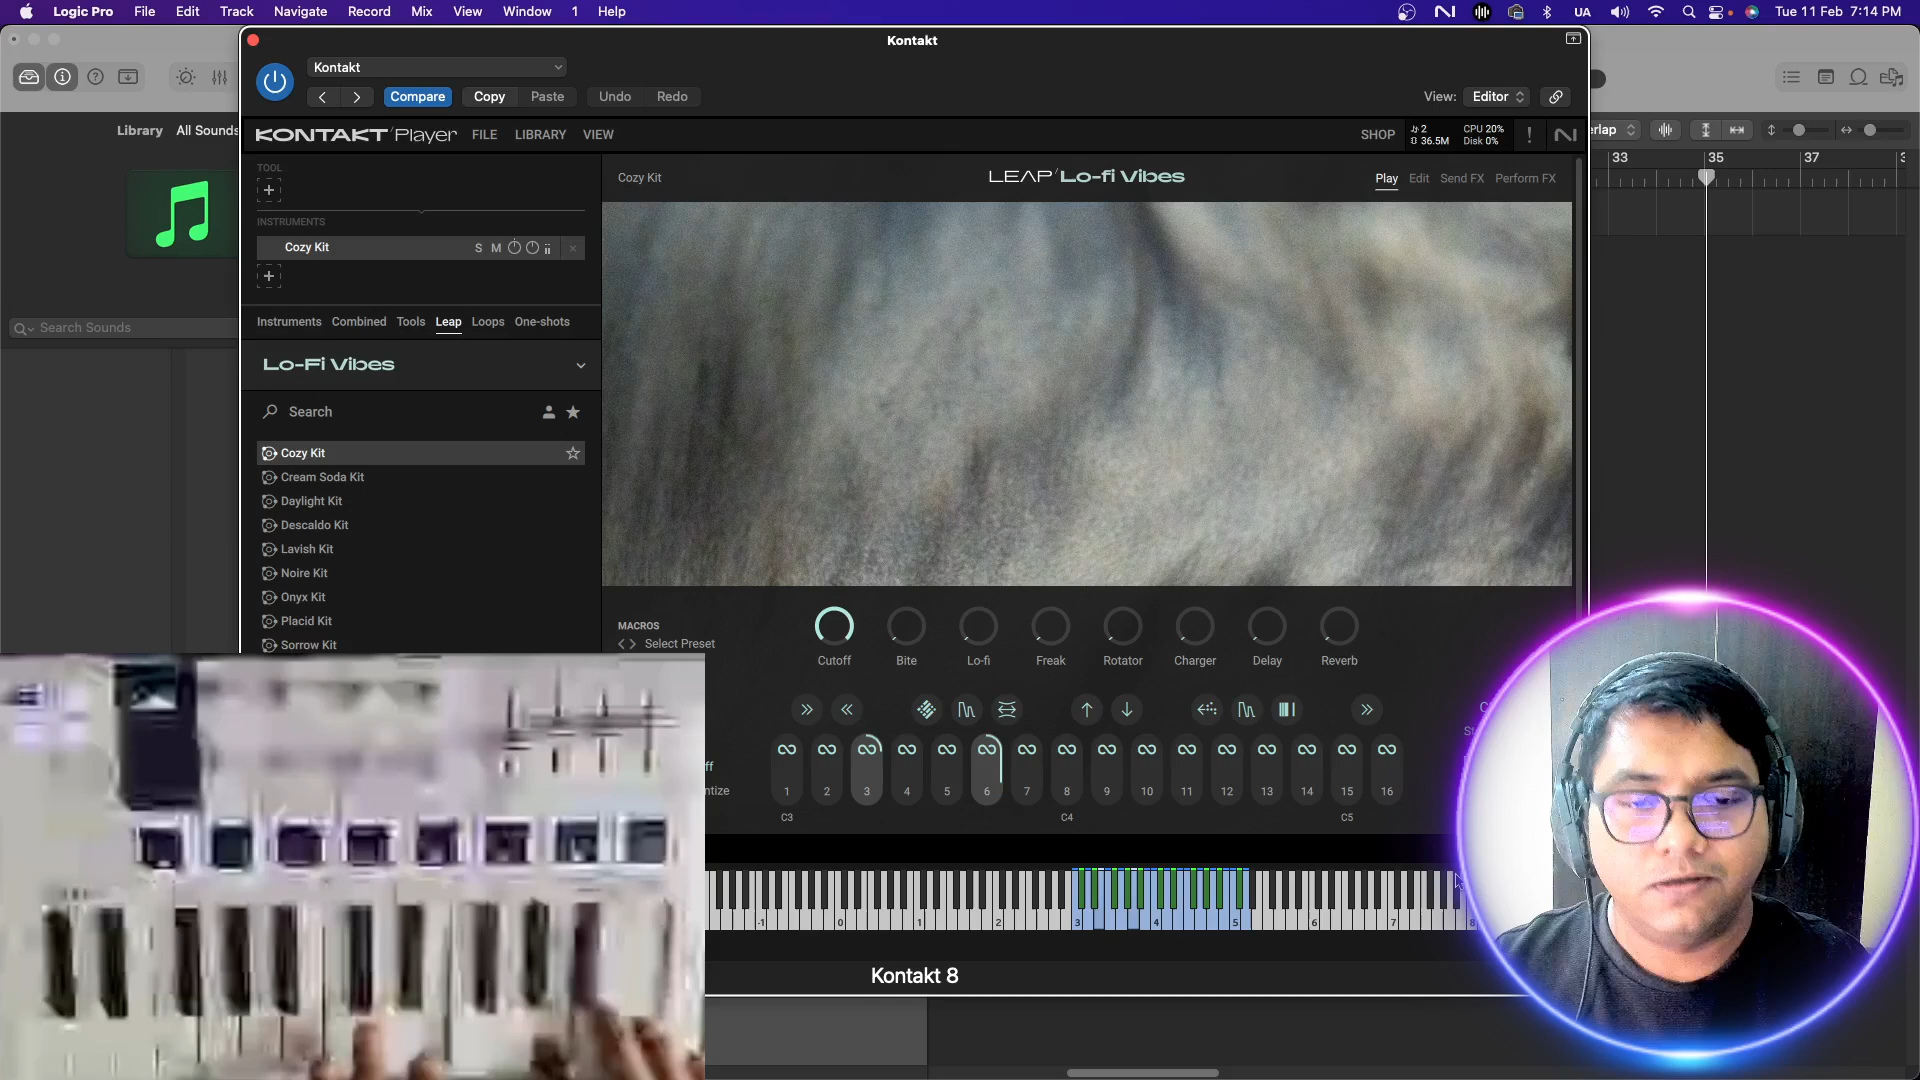 Logic Pro File Edit Track Navigate Record Mix View Window 1 Help
UA Tue 11 Feb 7:14 PM
Kontakt
Kontakt
Compare Copy Paste Undo Redo
View: Editor
KONTAKT Player FILE LIBRARY VIEW
SHOP 2 36.5M CPU 20% Disk 0% !
Library All Sounds
Search Sounds
33 35 37
TOOL
INSTRUMENTS
Cozy Kit S M
Instruments Combined Tools Leap Loops One-shots
Lo-Fi Vibes
Search
Cozy Kit
Cream Soda Kit
Daylight Kit
Descaldo Kit
Lavish Kit
Noire Kit
Onyx Kit
Placid Kit
Sorrow Kit
Cozy Kit
LEAP Lo-fi Vibes
Play Edit Send FX Perform FX
MACROS
Select Preset
Cutoff Bite Lo-fi Freak Rotator Charger Delay Reverb
1 2 3 4 5 6 7 8 9 10 11 12 13 14 15 16
C3 C4 C5
-1 0 1 2 3 4 5 6 7 8
Kontakt 8